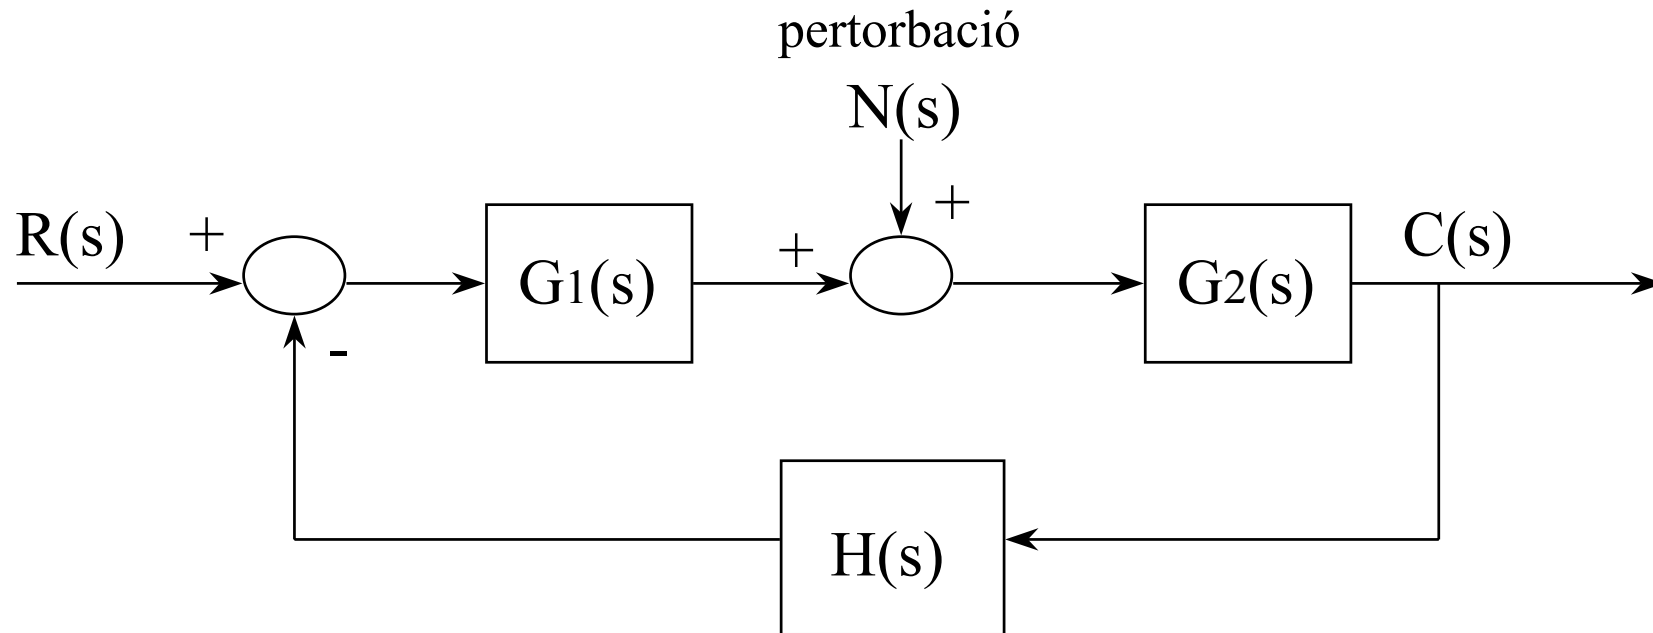 pertorbació
N(s)
+
R(s) + + C(s)
G1(s) G2(s)
-
H(s)